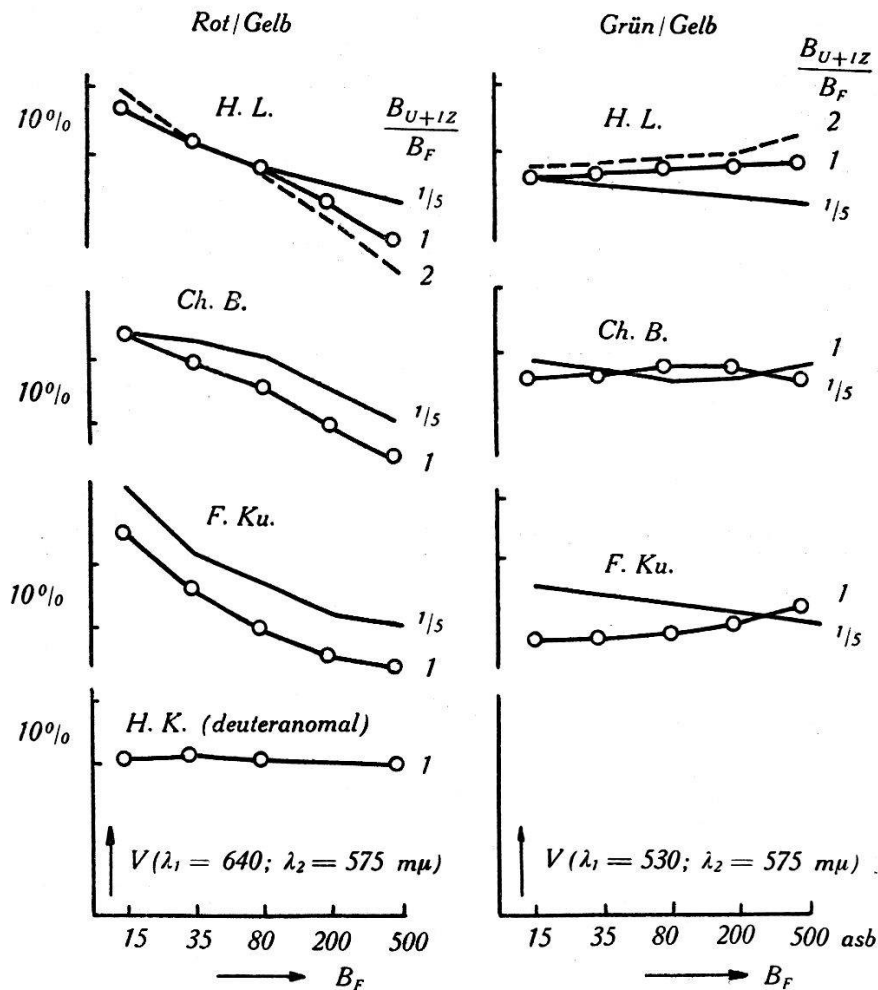 Rot/Gelb
10%
H. L.
B_{U+IZ}
B_F
1/5
1
2
Ch. B.
10%
1/5
1
F. Ku.
10%
1/5
1
H. K. (deuteranomal)
10%
1
V (λ₁ = 640; λ₂ = 575 mμ)
15 35 80 200 500
B_F
Grün/Gelb
B_{U+IZ}
B_F
H. L.
2
1
1/5
Ch. B.
1
1/5
F. Ku.
1
1/5
V (λ₁ = 530; λ₂ = 575 mμ)
15 35 80 200 500 asb
B_F